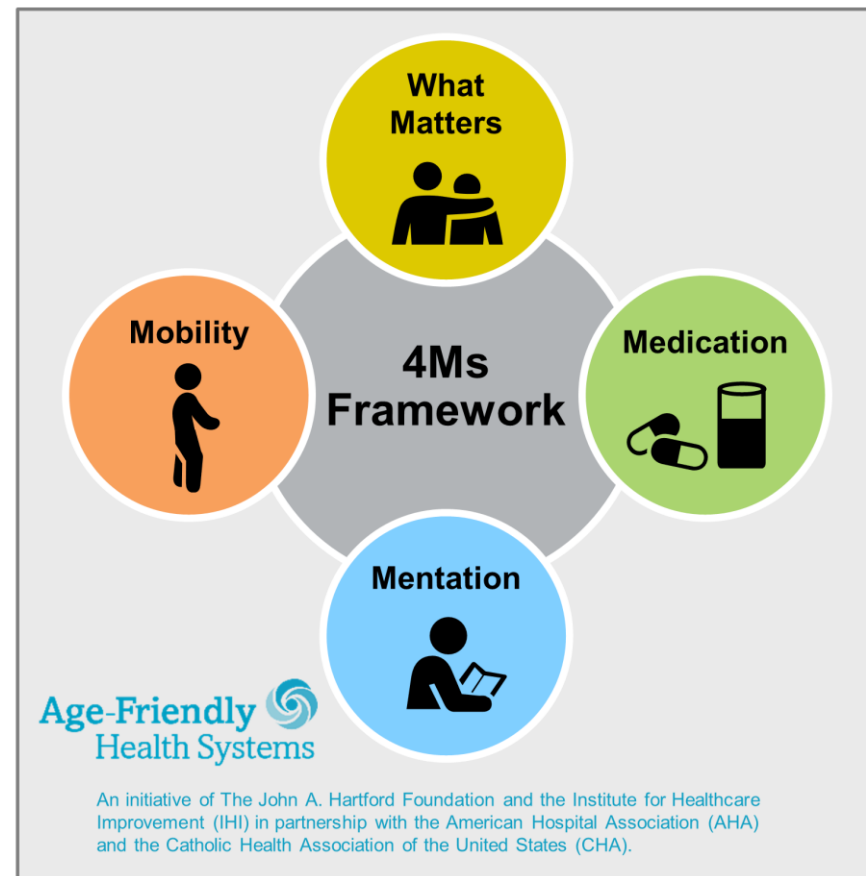 What
Matters
Mobility
4Ms
Framework
Medication
Mentation
Age-Friendly
Health Systems
An initiative of The John A. Hartford Foundation and the Institute for Healthcare
Improvement (IHI) in partnership with the American Hospital Association (AHA)
and the Catholic Health Association of the United States (CHA).